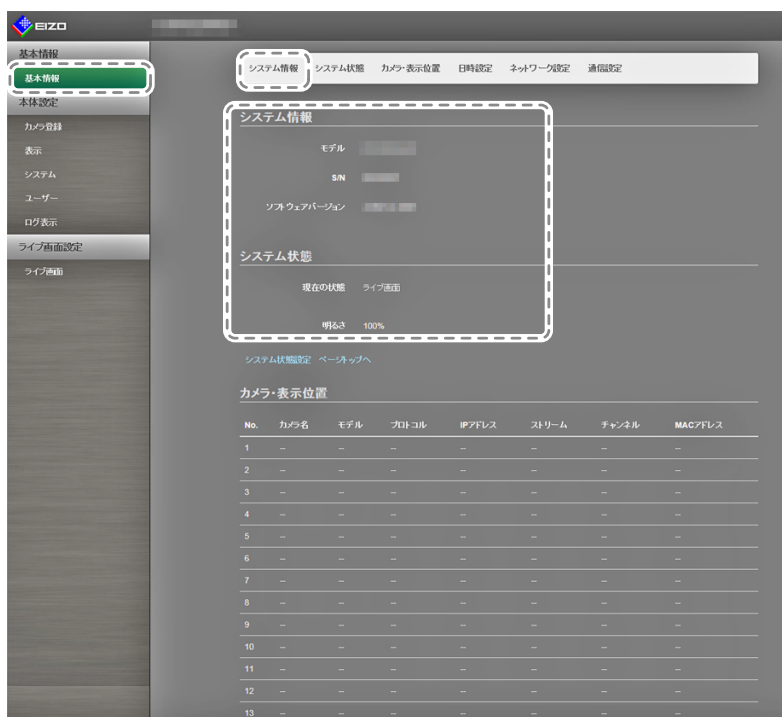 EIZO
基本情報
基本情報
本体設定
カメラ登録
表示
システム
ユーザー
ログ表示
ライブ画面設定
ライブ画面
システム情報 システム状態 カメラ・表示位置 日時設定 ネットワーク設定 通信設定
システム情報
モデル
S/N
ソフトウェアバージョン
システム状態
現在の状態 ライブ画面
明るさ 100%
システム状態設定 ページトップへ
カメラ・表示位置
No. カメラ名 モデル プロトコル IPアドレス ストリーム チャンネル MACアドレス
1 -- -- -- -- -- -- --
2 -- -- -- -- -- -- --
3 -- -- -- -- -- -- --
4 -- -- -- -- -- -- --
5 -- -- -- -- -- -- --
6 -- -- -- -- -- -- --
7 -- -- -- -- -- -- --
8 -- -- -- -- -- -- --
9 -- -- -- -- -- -- --
10 -- -- -- -- -- -- --
11 -- -- -- -- -- -- --
12 -- -- -- -- -- -- --
13 -- -- -- -- -- -- --